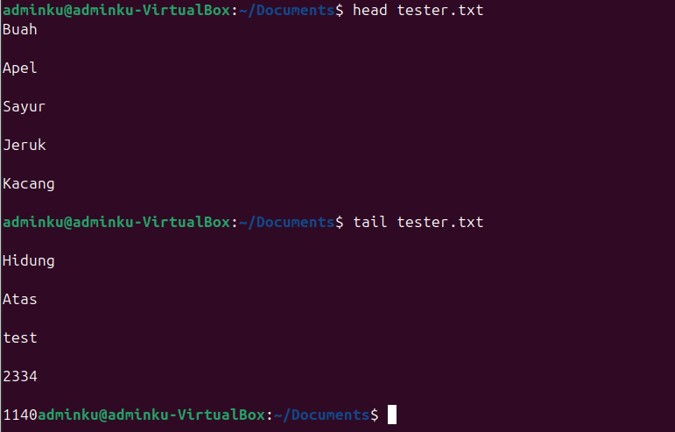 adminku@adminku-VirtualBox:~/Documents$ head tester.txt
Buah
Apel
Sayur
Jeruk
Kacang
adminku@adminku-VirtualBox:~/Documents$ tail tester.txt
Hidung
Atas
test
2334
1140adminku@adminku-VirtualBox:~/Documents$